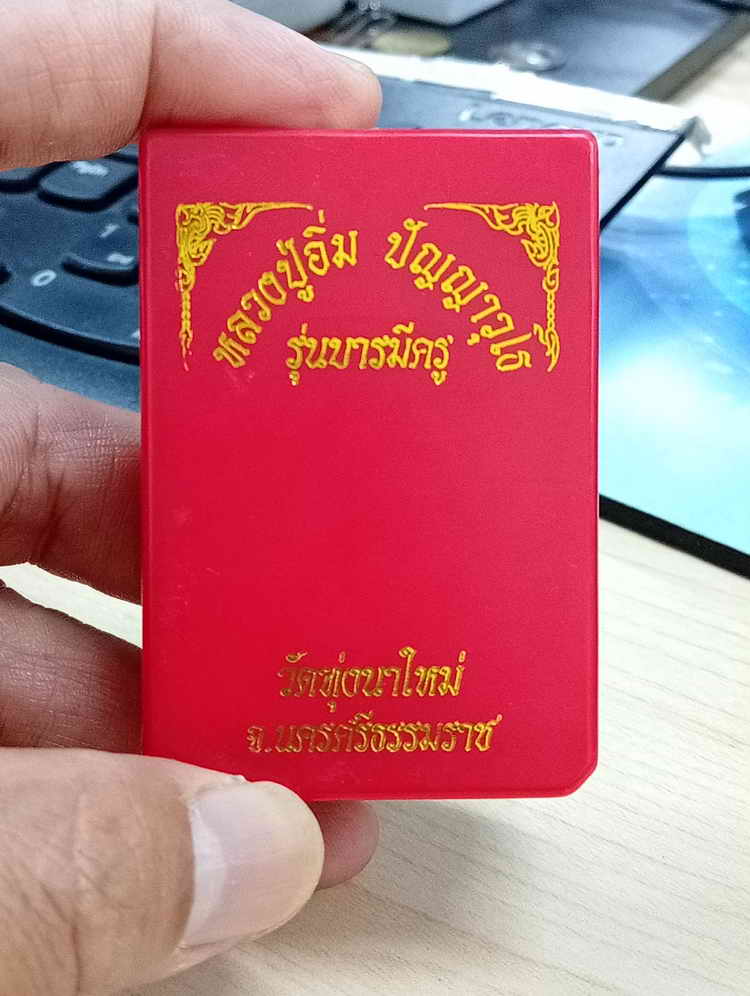 หลวงปู่อิ่ม ปัญญาวุโธ
รุ่นบารมีครู
วัดทุ่งนาใหม่
จ.นครศรีธรรมราช